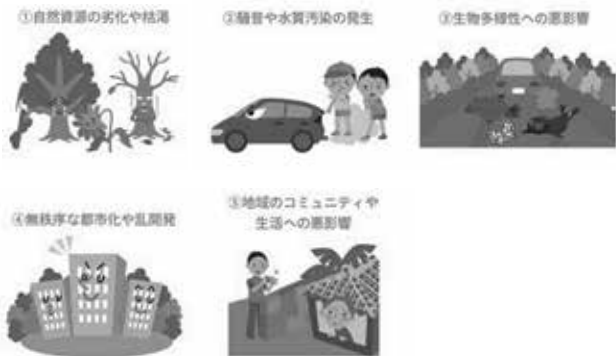 ①自然資源の劣化や枯渇
②騒音や水質汚染の発生
③生物多様性への悪影響
④無秩序な都市化や乱開発
⑤地域のコミュニティや
生活への悪影響